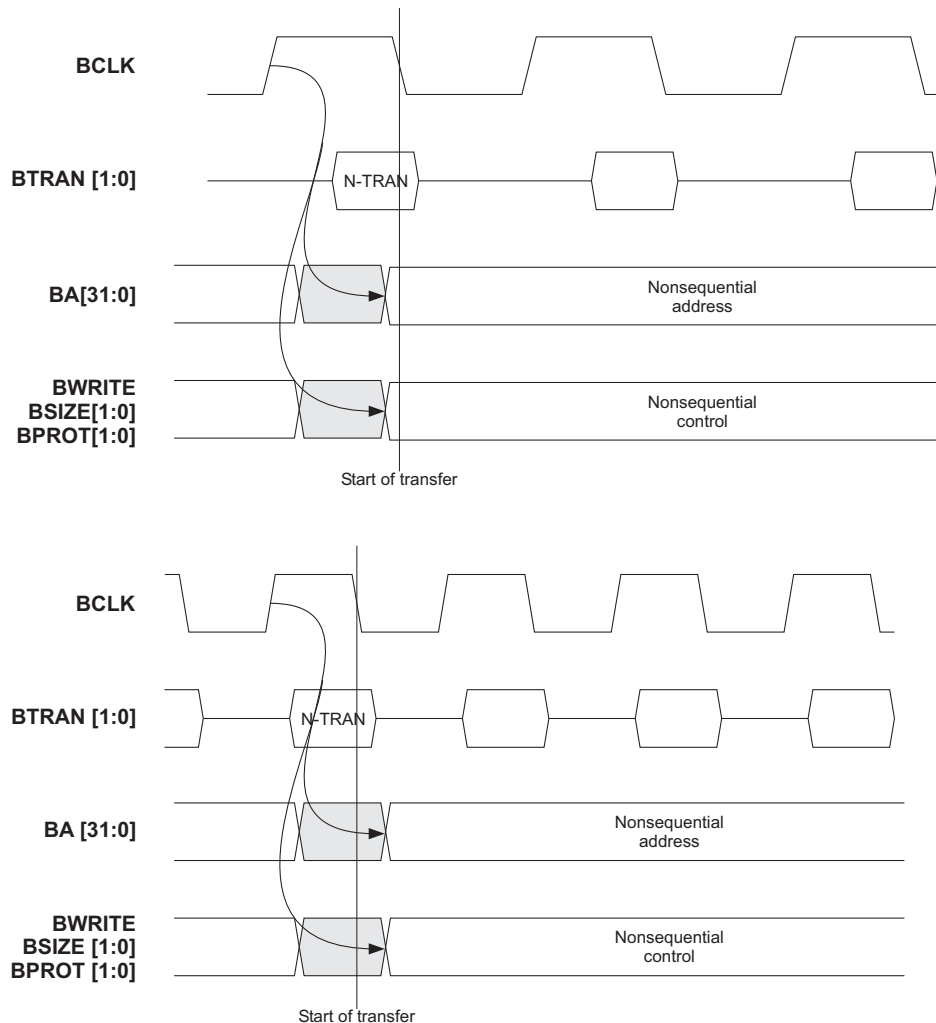 BCLK
BTRAN [1:0]
N-TRAN
BA[31:0]
Nonsequential
address
BWRITE
BSIZE[1:0]
BPROT[1:0]
Nonsequential
control
Start of transfer
BCLK
BTRAN [1:0]
N-TRAN
BA [31:0]
Nonsequential
address
BWRITE
BSIZE [1:0]
BPROT [1:0]
Nonsequential
control
Start of transfer